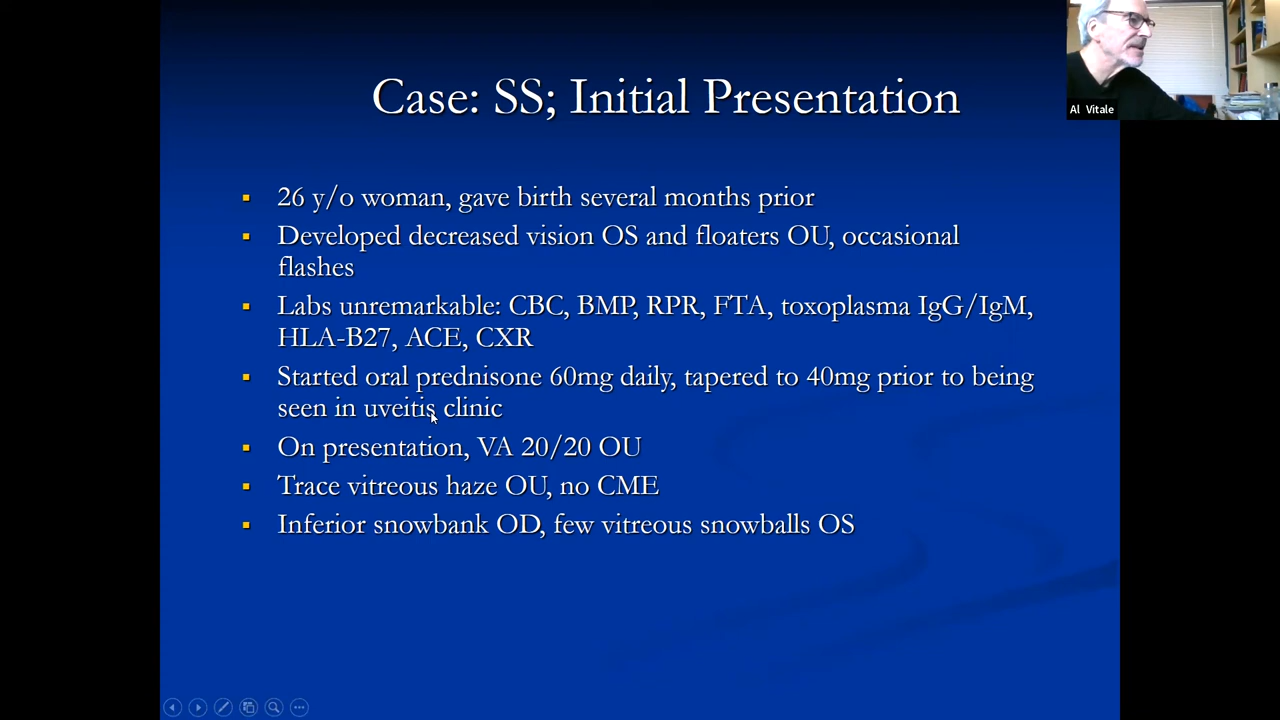 Case: SS; Initial Presentation
Al Vitale
26 y/o woman, gave birth several months prior
Developed decreased vision OS and floaters OU, occasional
flashes
Labs unremarkable: CBC, BMP, RPR, FTA, toxoplasma IgG/IgM,
HLA-B27, ACE, CXR
Started oral prednisone 60mg daily, tapered to 40mg prior to being
seen in uveitis clinic
On presentation, VA 20/20 OU
Trace vitreous haze OU, no CME
Inferior snowbank OD, few vitreous snowballs OS